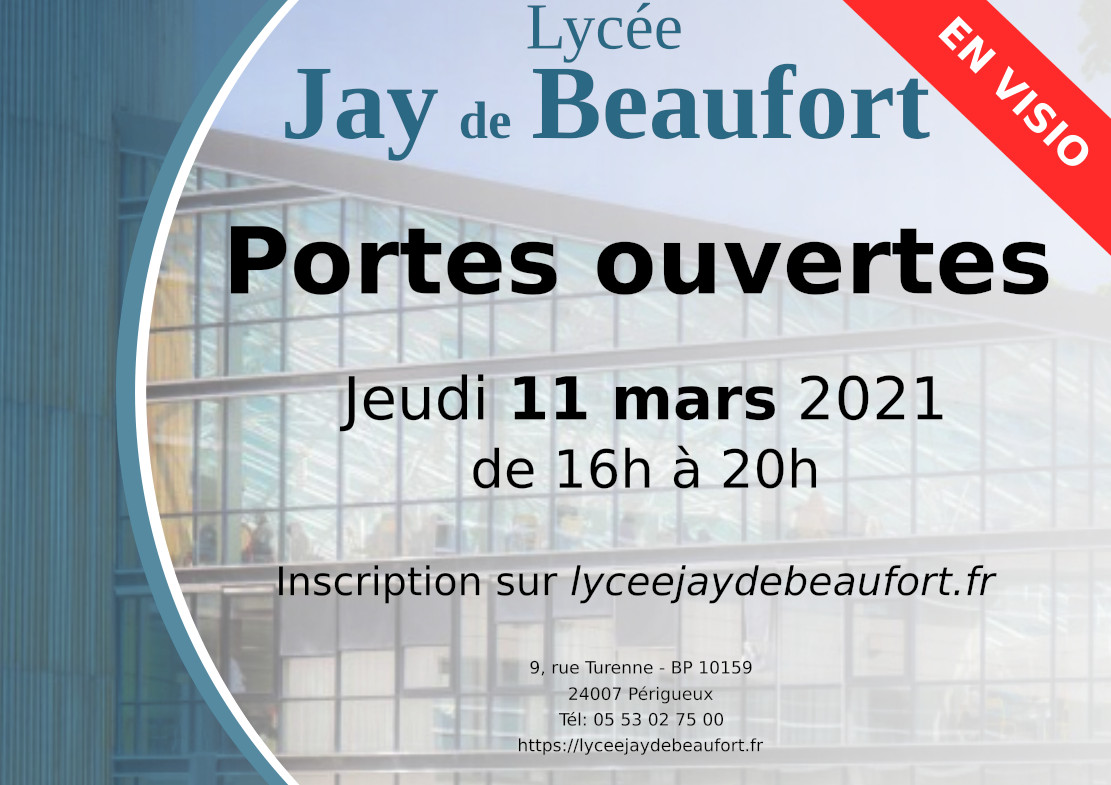 Lycée
Jay de Beaufort
EN VISIO
Portes ouvertes
Jeudi 11 mars 2021
de 16h à 20h
Inscription sur lyceejaydebeaufort.fr
9, rue Turenne - BP 10159
24007 Périgueux
Tél: 05 53 02 75 00
https://lyceejaydebeaufort.fr